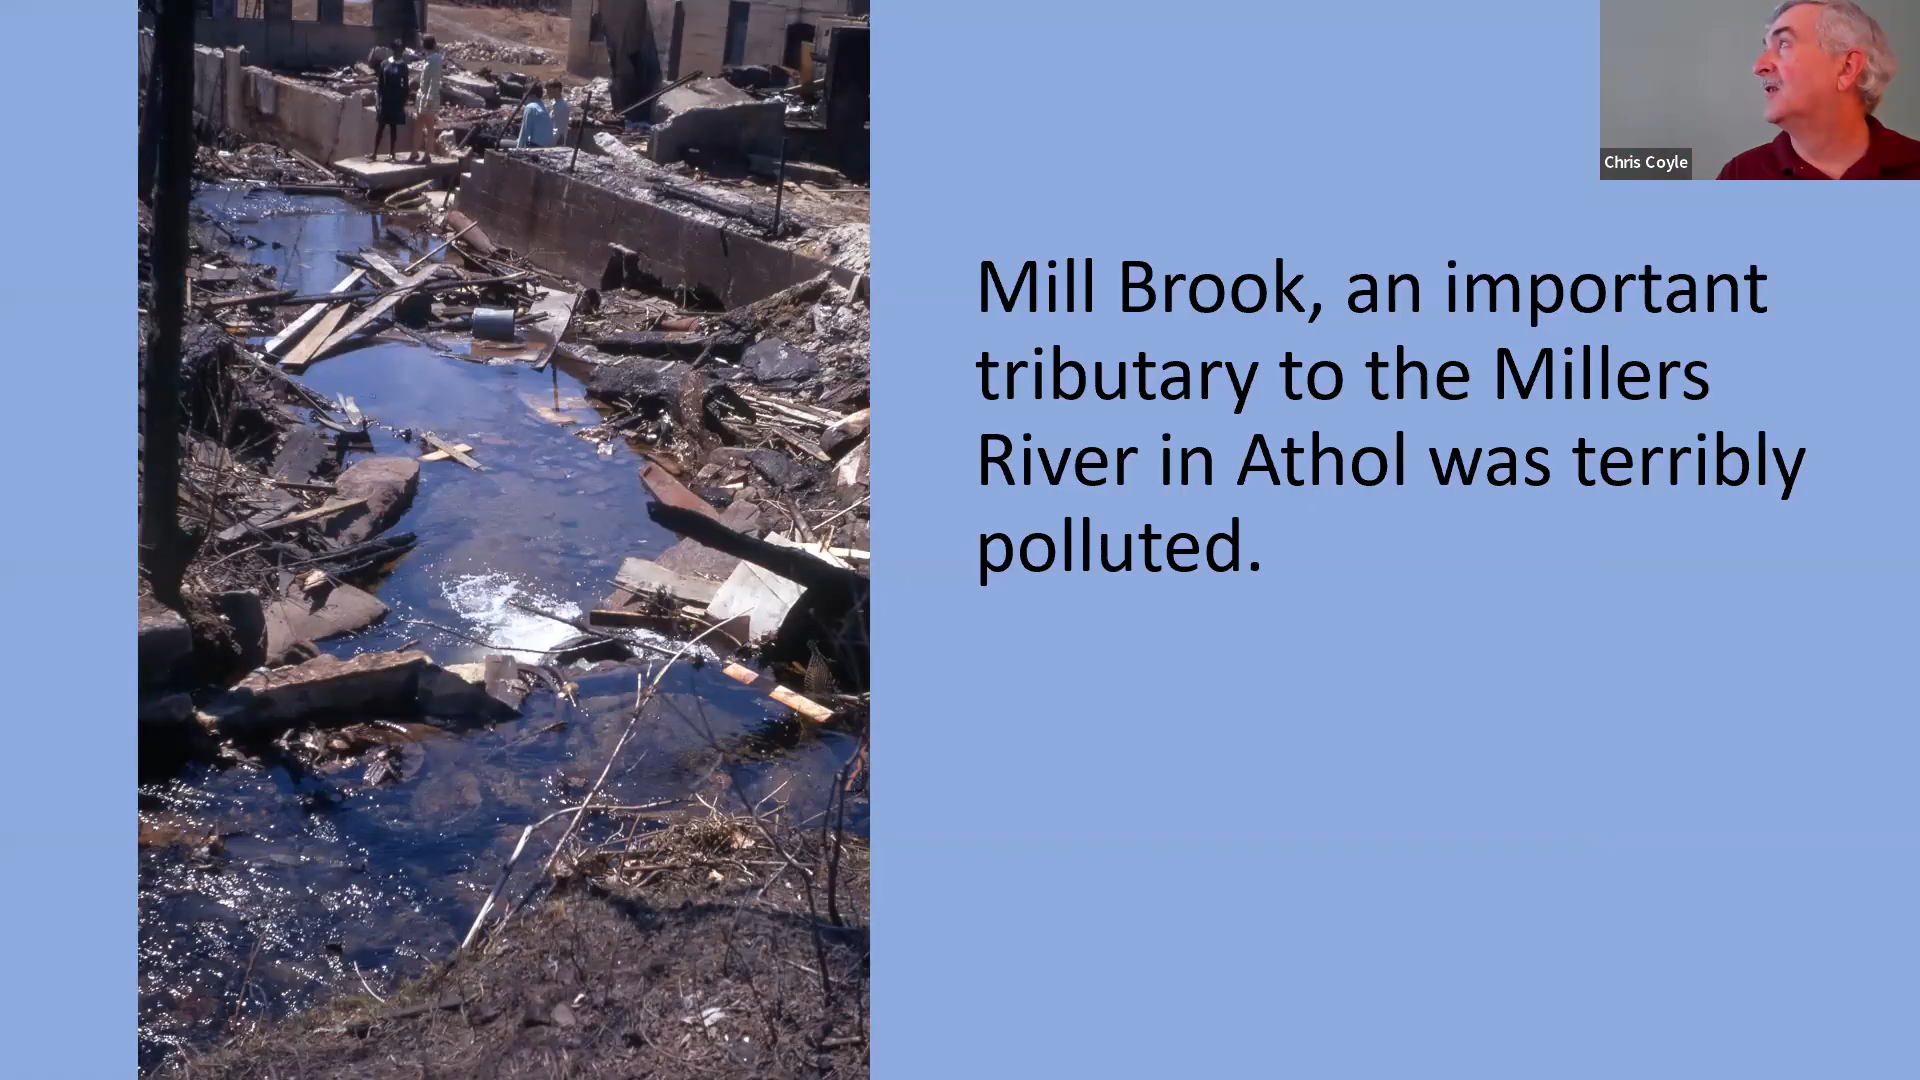 Chris Coyle
Mill Brook, an important
tributary to the Millers
River in Athol was terribly
polluted.